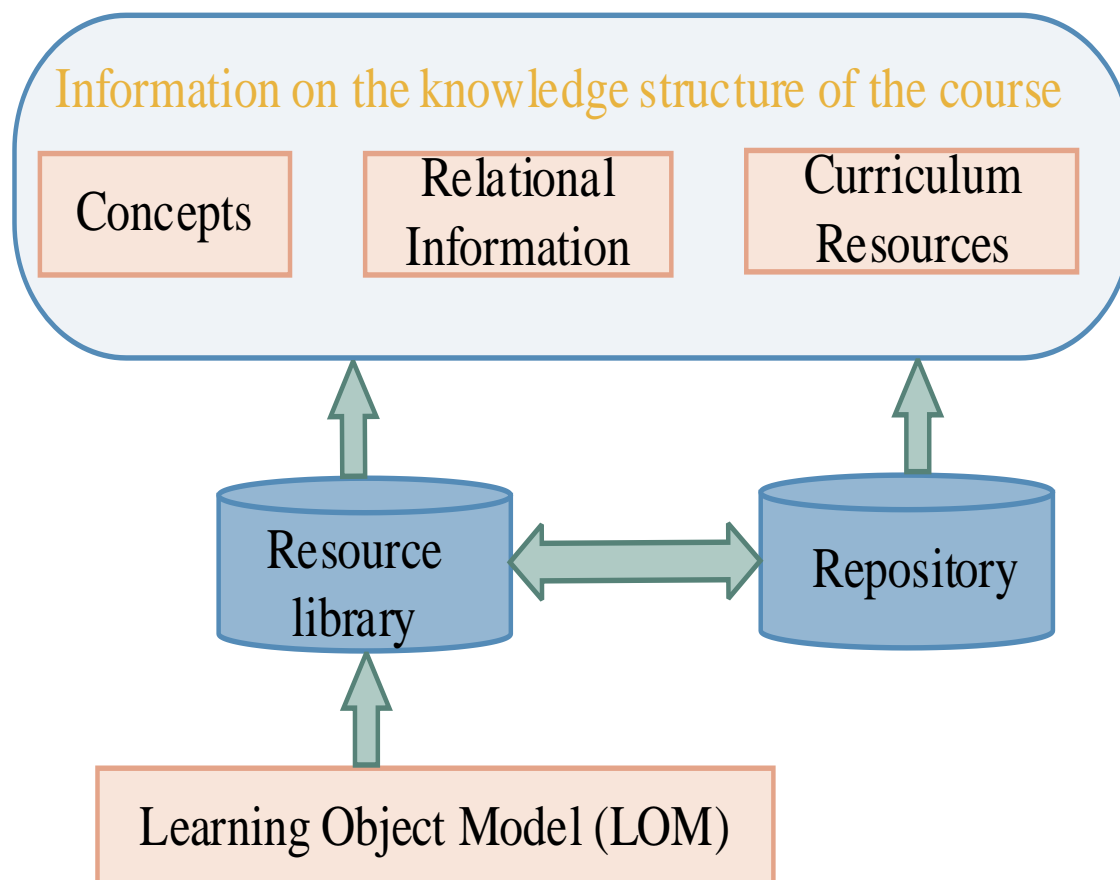 Information on the knowledge structure of the course
Concepts
Relational
Information
Curriculum
Resources
Resource
library
Repository
Learning Object Model (LOM)